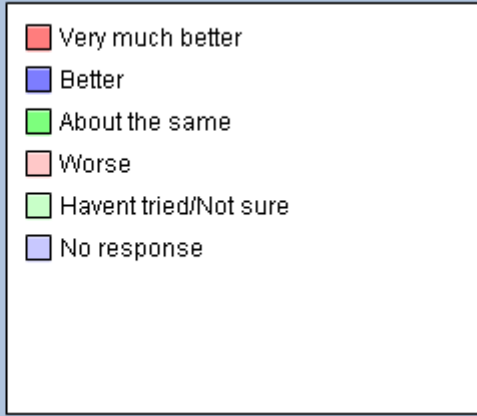 Very much better
Better
About the same
Worse
Havent tried/Not sure
No response